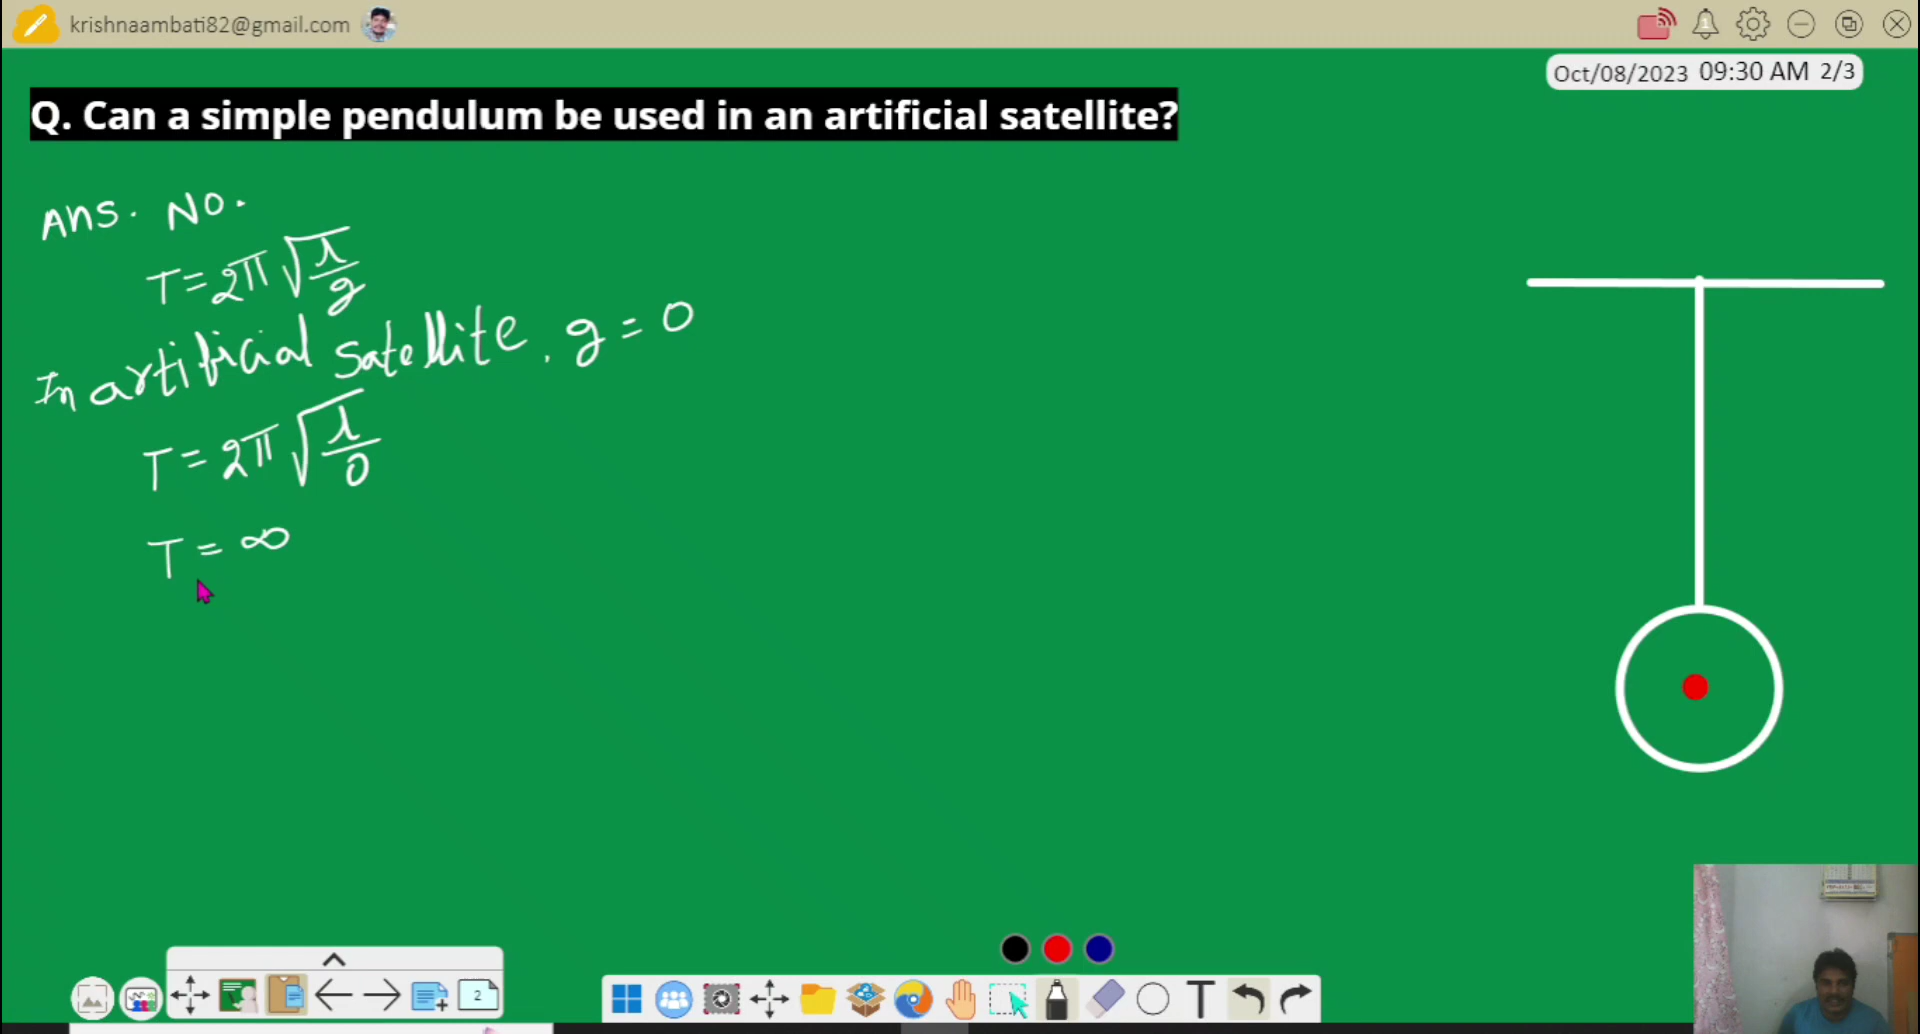 krishnaambati82@gmail.com
Oct/08/2023 09:30 AM 2/3
Q. Can a simple pendulum be used in an artificial satellite?
Ans. No.
T = 2π √(l/g)
In artificial satellite, g = 0
T = 2π √(l/0)
T = ∞
2
T